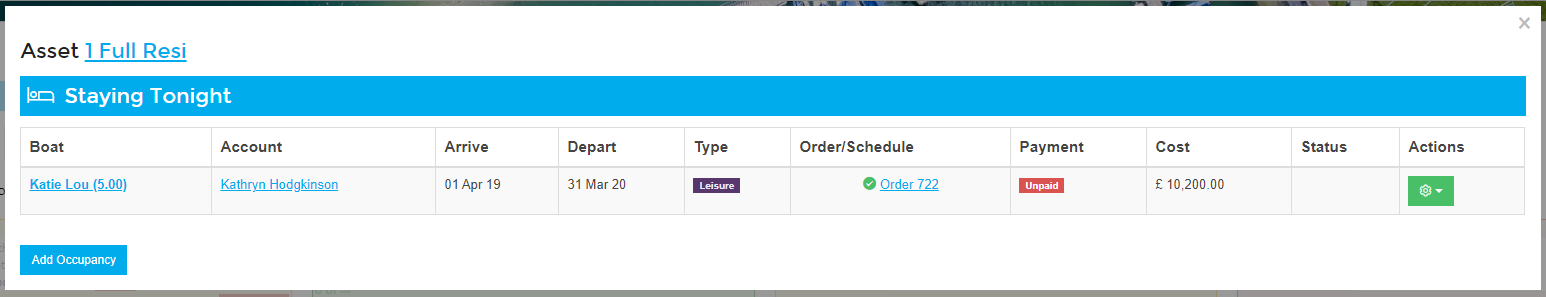 ×
Asset 1 Full Resi
Staying Tonight
Boat Account Arrive Depart Type Order/Schedule Payment Cost Status Actions
Katie Lou (5.00) Kathryn Hodgkinson 01 Apr 19 31 Mar 20 Leisure Order 722 Unpaid £ 10,200.00
Add Occupancy